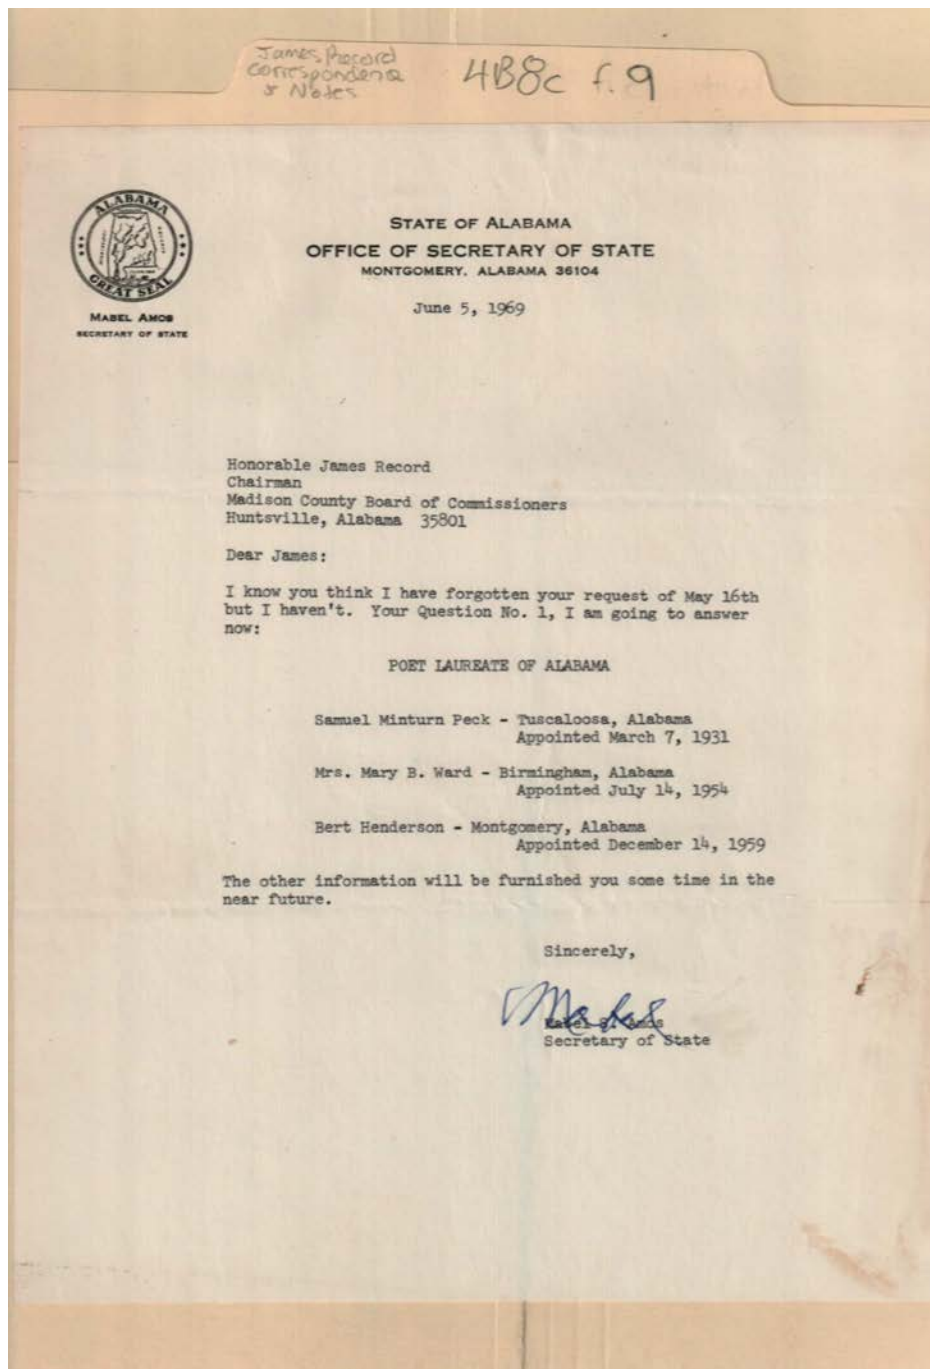 James Record
Correspondence
& Notes
4B8c f.9
ALABAMA
GREAT SEAL
MABEL AMOS
SECRETARY OF STATE
STATE OF ALABAMA
OFFICE OF SECRETARY OF STATE
MONTGOMERY, ALABAMA 36104
June 5, 1969
Honorable James Record
Chairman
Madison County Board of Commissioners
Huntsville, Alabama 35801
Dear James:
I know you think I have forgotten your request of May 16th
but I haven't. Your Question No. 1, I am going to answer
now:
POET LAUREATE OF ALABAMA
Samuel Minturn Peck - Tuscaloosa, Alabama
Appointed March 7, 1931
Mrs. Mary B. Ward - Birmingham, Alabama
Appointed July 14, 1954
Bert Henderson - Montgomery, Alabama
Appointed December 14, 1959
The other information will be furnished you some time in the
near future.
Sincerely,
Mabel
Mabel S. Amos
Secretary of State